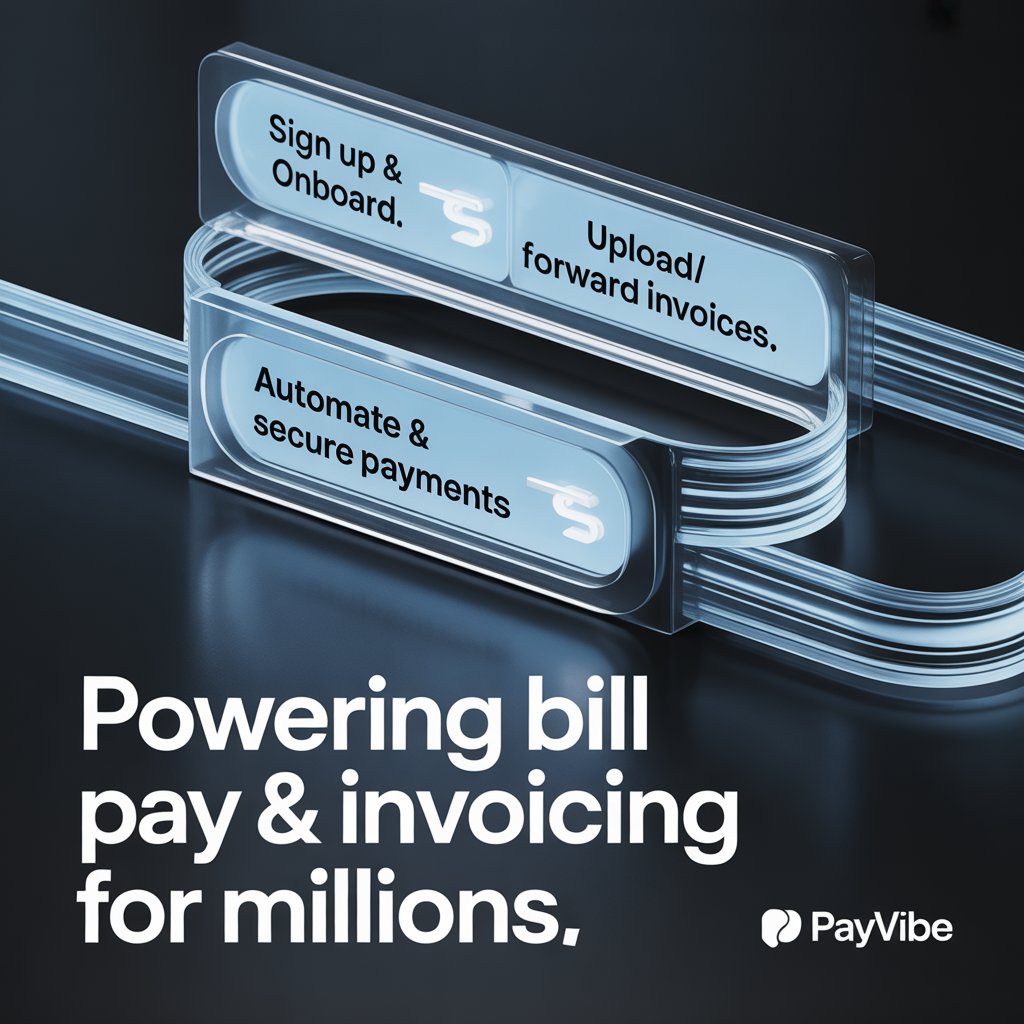 Sign up &
Onboard.
Upload/
forward invoices.
Automate &
secure payments
Powering bill
pay & invoicing
for millions.
PayVibe